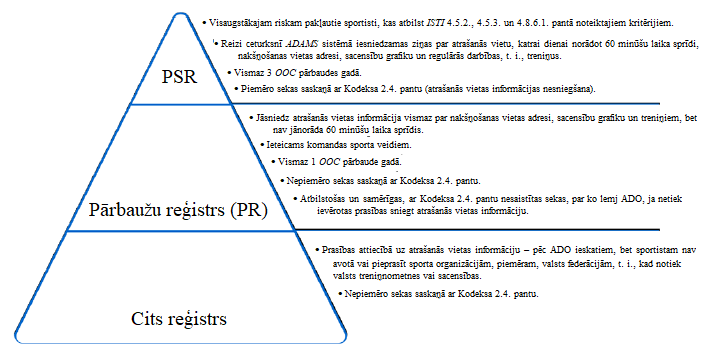 • Visaugstākajam riskam pakļautie sportisti, kas atbilst ISTI 4.5.2., 4.5.3. un 4.8.6.1. pantā noteiktajiem kritērijiem.
• Reizi ceturksnī ADAMS sistēmā iesniedzamas ziņas par atrašanās vietu, katrai dienai norādot 60 minūšu laika sprīdi,
nakšņošanas vietas adresi, sacensību grafiku un regulārās darbības, t. i., treniņus.
• Vismaz 3 OOC pārbaudes gadā.
PSR
• Piemēro sekas saskaņā ar Kodeksa 2.4. pantu (atrašanās vietas informācijas nesniegšana).
• Jāsniedz atrašanās vietas informācija vismaz par nakšņošanas vietas adresi, sacensību grafiku un treniņiem, bet
nav jānorāda 60 minūšu laika sprīdis.
• Ieteicams komandas sporta veidiem.
• Vismaz 1 OOC pārbaude gadā.
• Nepiemēro sekas saskaņā ar Kodeksa 2.4. pantu.
• Atbilstošas un samērīgas, ar Kodeksa 2.4. pantu nesaistītas sekas, par ko lemj ADO, ja netiek
ievērotas prasības sniegt atrašanās vietas informāciju.
Pārbaužu reģistrs (PR)
• Prasības attiecībā uz atrašanās vietas informāciju – pēc ADO ieskatiem, bet sportistam nav
avotā vai pieprasīt sporta organizācijām, piemēram, valsts federācijām, t. i., kad notiek
valsts treniņnometnes vai sacensības.
• Nepiemēro sekas saskaņā ar Kodeksa 2.4. pantu.
Cits reģistrs